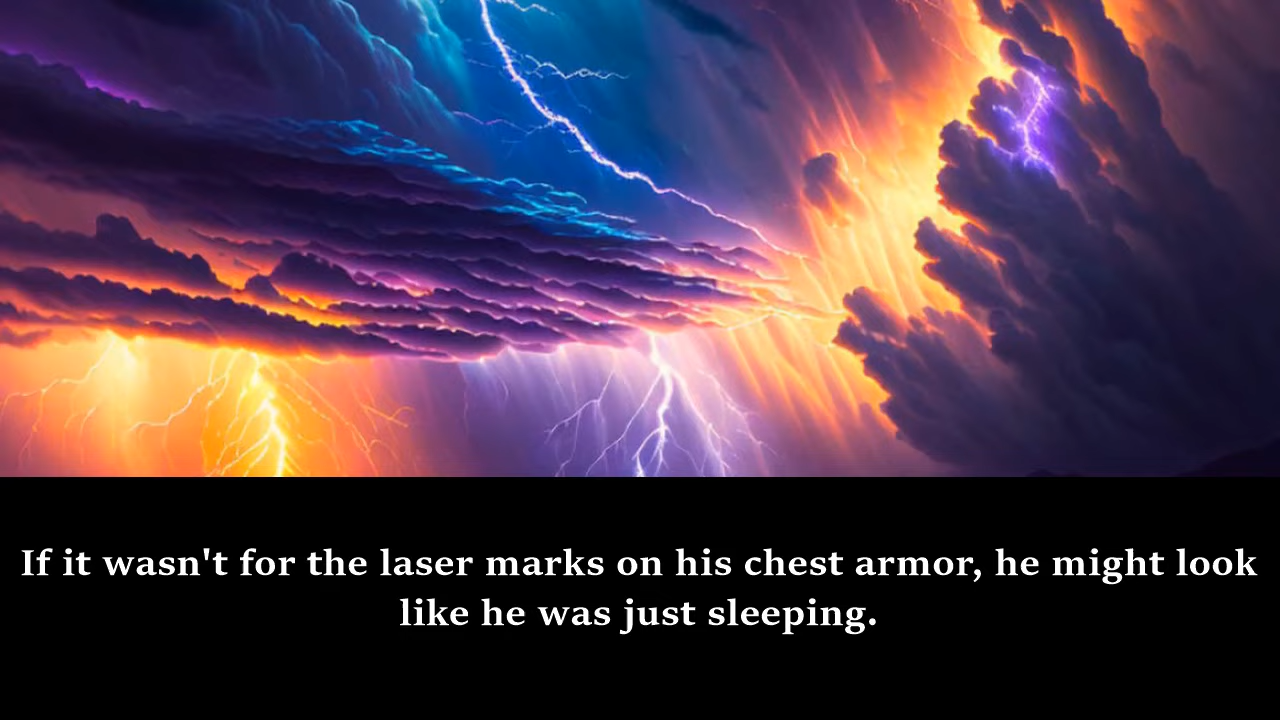 If it wasn't for the laser marks on his chest armor, he might look
like he was just sleeping.